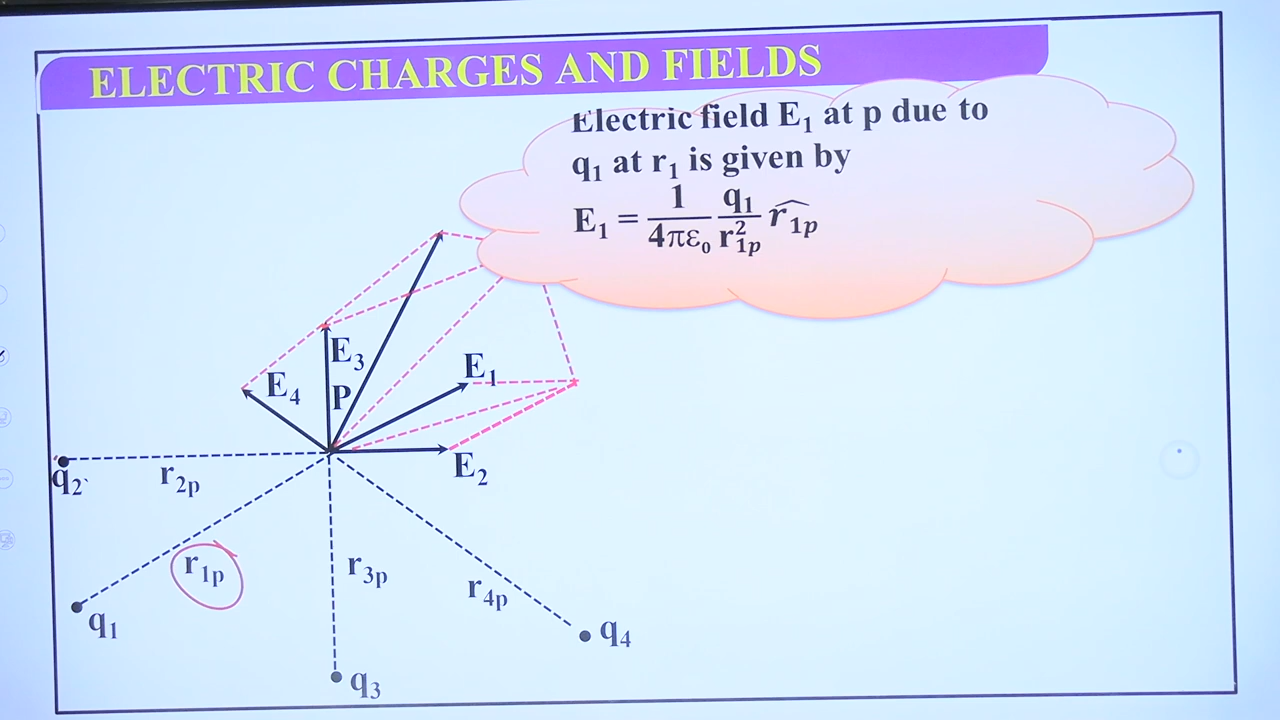 ELECTRIC CHARGES AND FIELDS
Electric field E₁ at p due to
q₁ at r₁ is given by
E₁ = 1/4πε₀ q₁/r²₁ₚ r̂₁ₚ
E₃
E₁
E₄
P
E₂
q₂
r₂ₚ
r₁ₚ
r₃ₚ
r₄ₚ
q₁
q₄
q₃